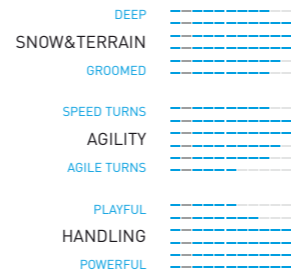 DEEP
SNOW&TERRAIN
GROOMED
SPEED TURNS
AGILITY
AGILE TURNS
PLAYFUL
HANDLING
POWERFUL